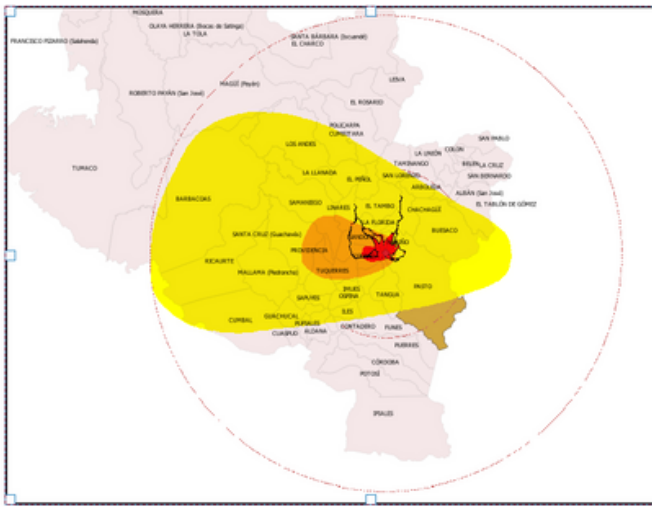 MOSQUERA
OLAYA HERRERA (Bocas de Satinga)
LA TOLA
FRANCISCO PIZARRO (Salahonda)
SANTA BÁRBARA (Iscuandé)
EL CHARCO
MAGÜÍ (Payán)
LEIVA
ROBERTO PAYÁN (San José)
EL ROSARIO
POLICARPA
CUMBITARA
SAN PABLO
LOS ANDES
LA UNIÓN
COLÓN
TAMINANGO
BELÉN
LA CRUZ
TUMACO
LA LLANADA
EL PEÑOL
SAN LORENZO
SAN BERNARDO
ARBOLEDA
ALBÁN (San José)
BARBACOAS
SAMANIEGO
LINARES
EL TAMBO
CHACHAGÜÍ
EL TABLÓN DE GÓMEZ
LA FLORIDA
BUESACO
SANTA CRUZ (Guachavés)
PROVIDENCIA
RICAURTE
MALLAMA (Piedrancha)
TUQUERRES
IMUES
OSPINA
TANGUA
PASTO
SAPUYES
ILES
CUMBAL
GUACHUCAL
PUPIALES
CUASPUD
ALDANA
CONTADERO
FUNES
PUERRES
CÓRDOBA
POTOSÍ
IPIALES